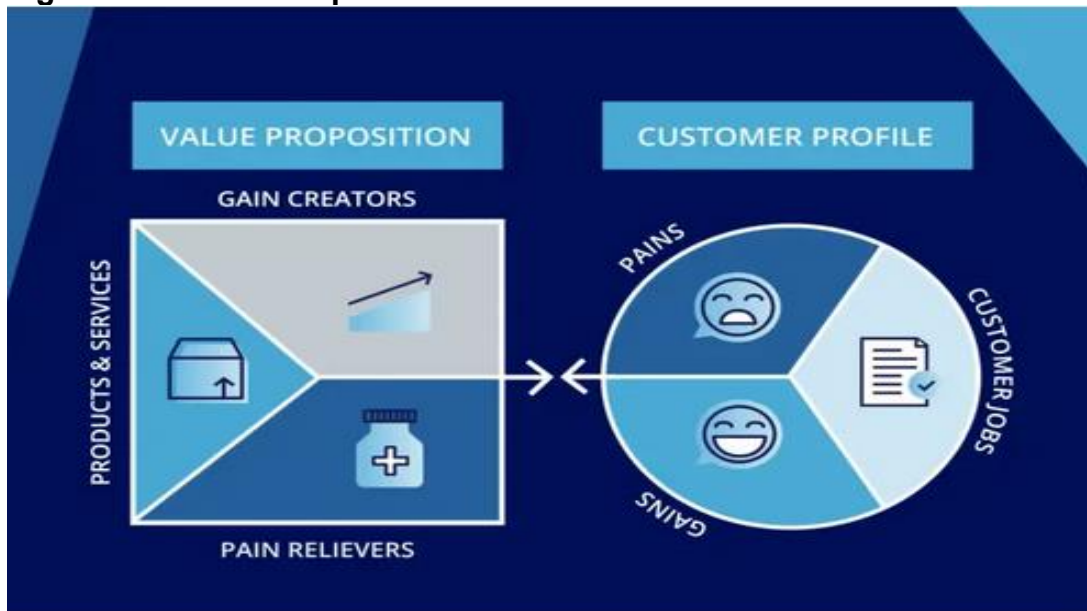 VALUE PROPOSITION
CUSTOMER PROFILE
GAIN CREATORS
PRODUCTS & SERVICES
PAIN RELIEVERS
PAINS
GAINS
CUSTOMER JOBS